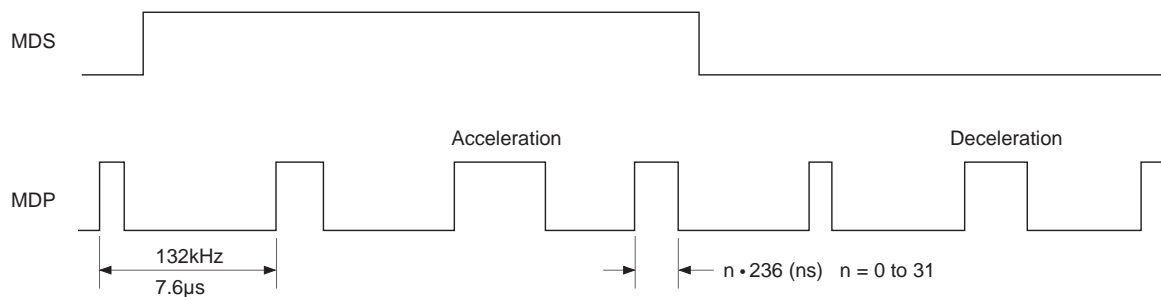 MDS
Acceleration
Deceleration
MDP
132kHz
7.6μs
n • 236 (ns) n = 0 to 31